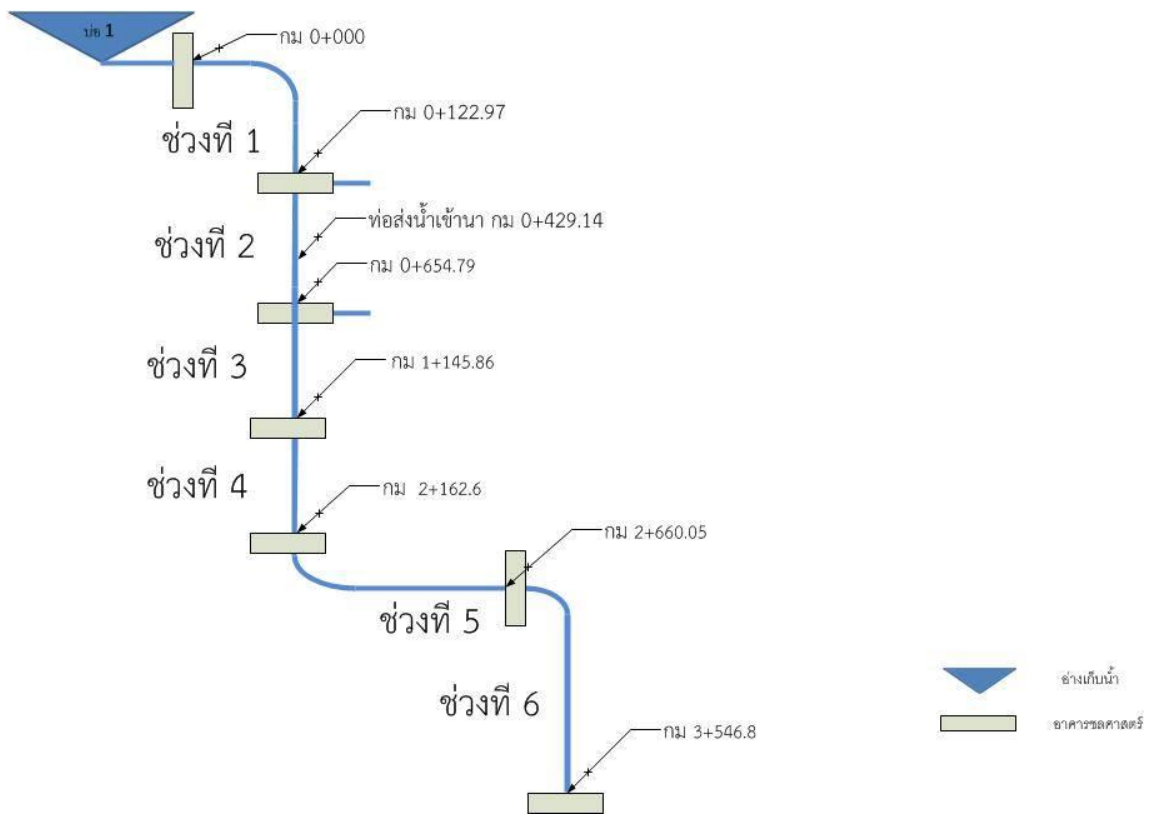 บ่อ 1
กม 0+000
กม 0+122.97
ช่วงที่ 1
ท่อส่งน้ำเข้านา กม 0+429.14
ช่วงที่ 2
กม 0+654.79
ช่วงที่ 3
กม 1+145.86
ช่วงที่ 4
กม 2+162.6
กม 2+660.05
ช่วงที่ 5
ช่วงที่ 6
กม 3+546.8
อ่างเก็บน้ำ
อาคารชลศาสตร์